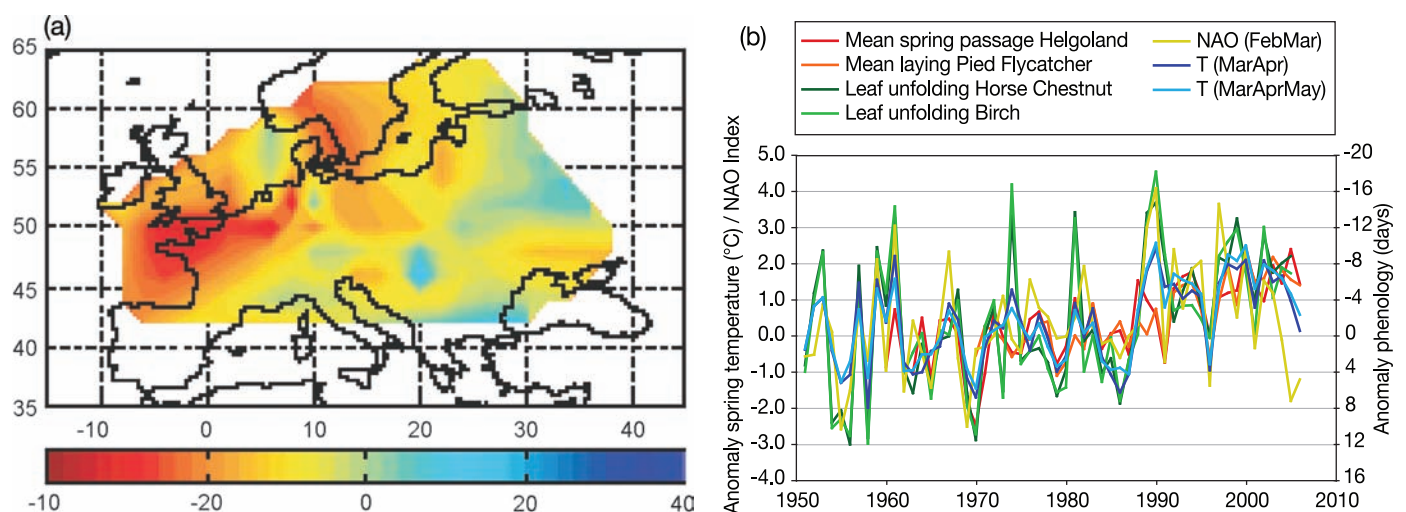 (a)
65
60
55
50
45
40
35
-10 0 10 20 30 40
-10 -20 0 20 40
(b)
Mean spring passage Helgoland
Mean laying Pied Flycatcher
Leaf unfolding Horse Chestnut
Leaf unfolding Birch
NAO (FebMar)
T (MarApr)
T (MarAprMay)
Anomaly spring temperature (°C) / NAO Index
5.0
4.0
3.0
2.0
1.0
0.0
-1.0
-2.0
-3.0
-4.0
-20
-16
-12
-8
-4
0
4
8
12
16
Anomaly phenology (days)
1950 1960 1970 1980 1990 2000 2010